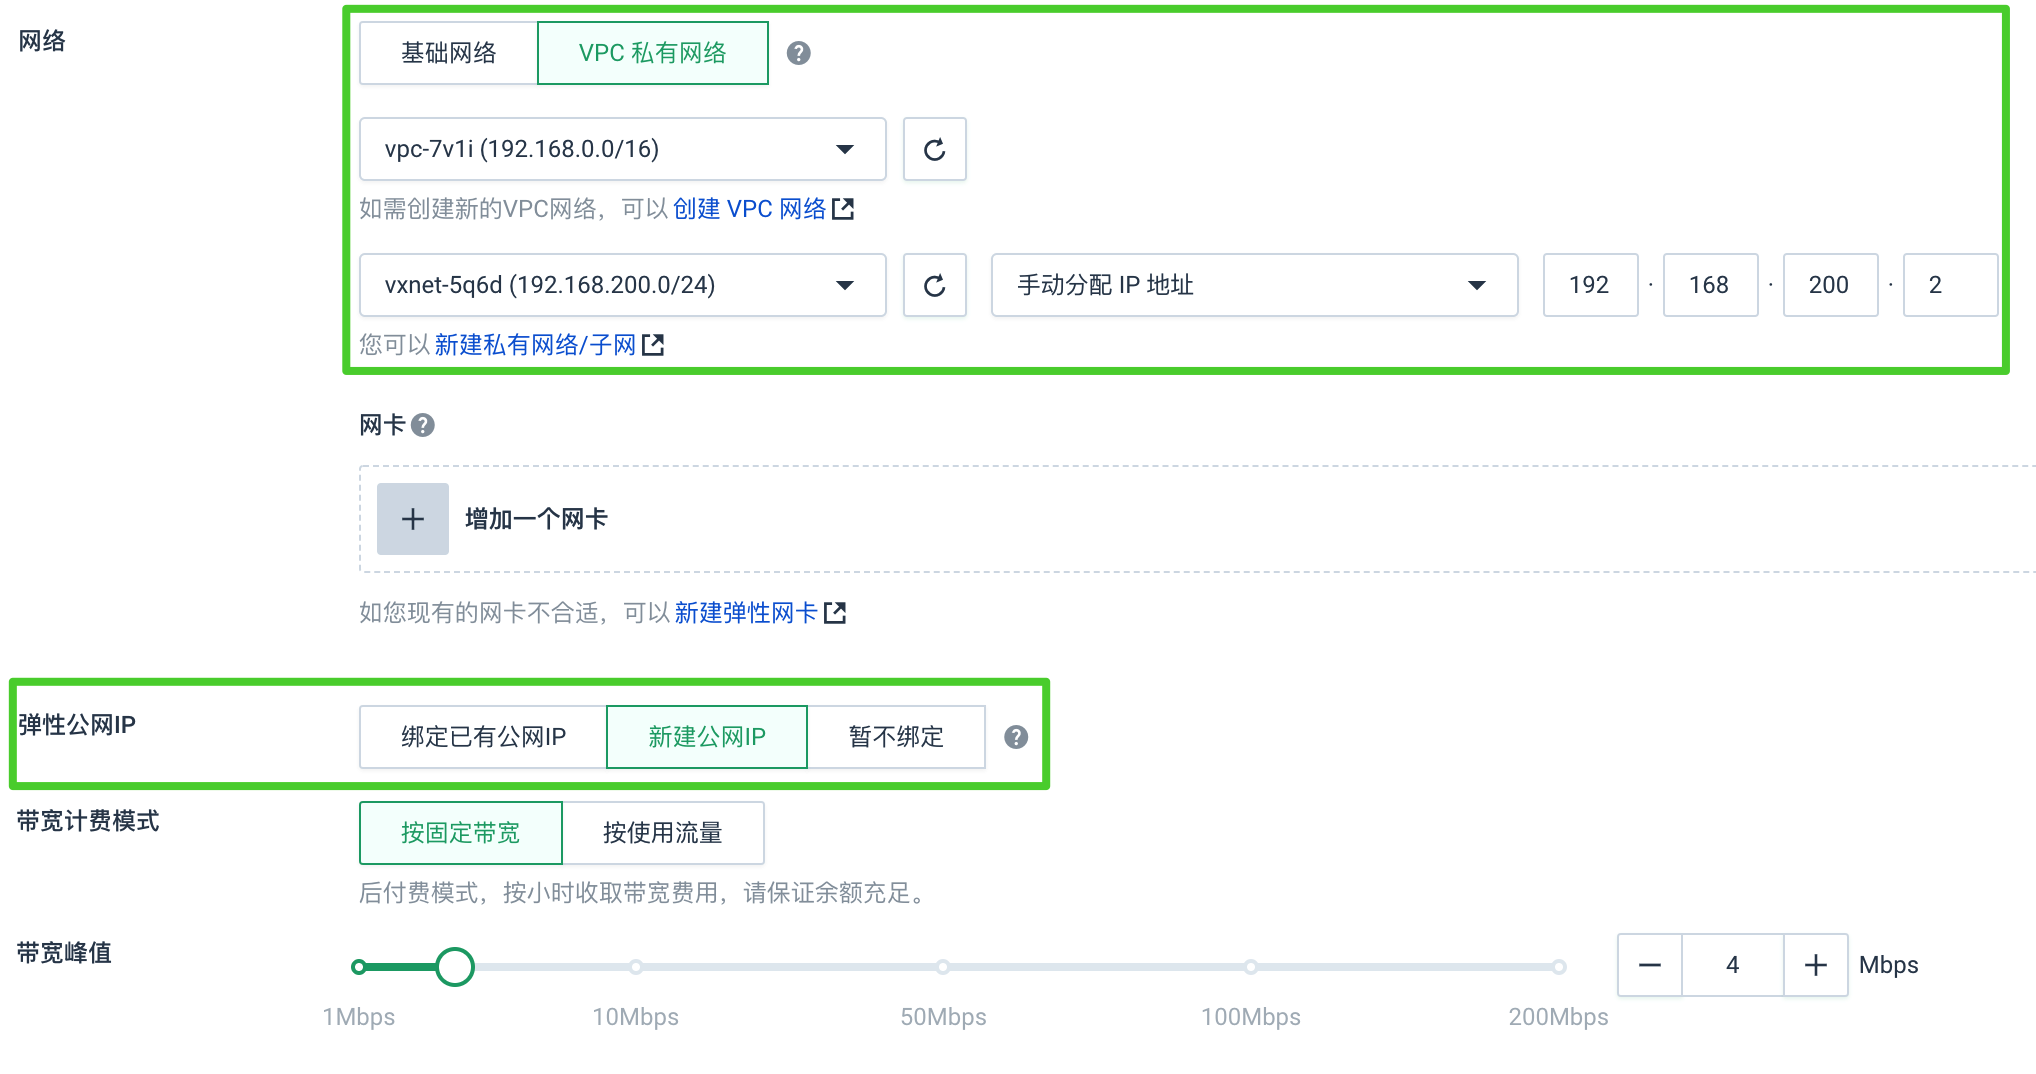 网络
基础网络 VPC 私有网络 ?
vpc-7v1i (192.168.0.0/16)
如需创建新的VPC网络，可以 创建 VPC 网络
vxnet-5q6d (192.168.200.0/24) 手动分配 IP 地址 192 · 168 · 200 · 2
您可以 新建私有网络/子网
网卡 ?
+ 增加一个网卡
如您现有的网卡不合适，可以 新建弹性网卡
弹性公网IP
绑定已有公网IP 新建公网IP 暂不绑定 ?
带宽计费模式
按固定带宽 按使用流量
后付费模式，按小时收取带宽费用，请保证余额充足。
带宽峰值
− 4 + Mbps
1Mbps 10Mbps 50Mbps 100Mbps 200Mbps